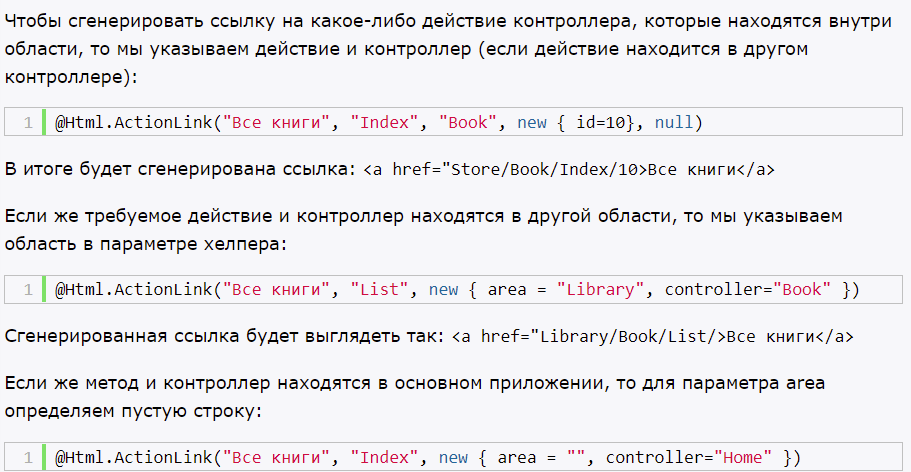 Чтобы сгенерировать ссылку на какое-либо действие контроллера, которые находятся внутри
области, то мы указываем действие и контроллер (если действие находится в другом
контроллере):
1 @Html.ActionLink("Все книги", "Index", "Book", new { id=10}, null)
В итоге будет сгенерирована ссылка: <a href="Store/Book/Index/10>Все книги</a>
Если же требуемое действие и контроллер находятся в другой области, то мы указываем
область в параметре хелпера:
1 @Html.ActionLink("Все книги", "List", new { area = "Library", controller="Book" })
Сгенерированная ссылка будет выглядеть так: <a href="Library/Book/List/>Все книги</a>
Если же метод и контроллер находятся в основном приложении, то для параметра area
определяем пустую строку:
1 @Html.ActionLink("Все книги", "Index", new { area = "", controller="Home" })